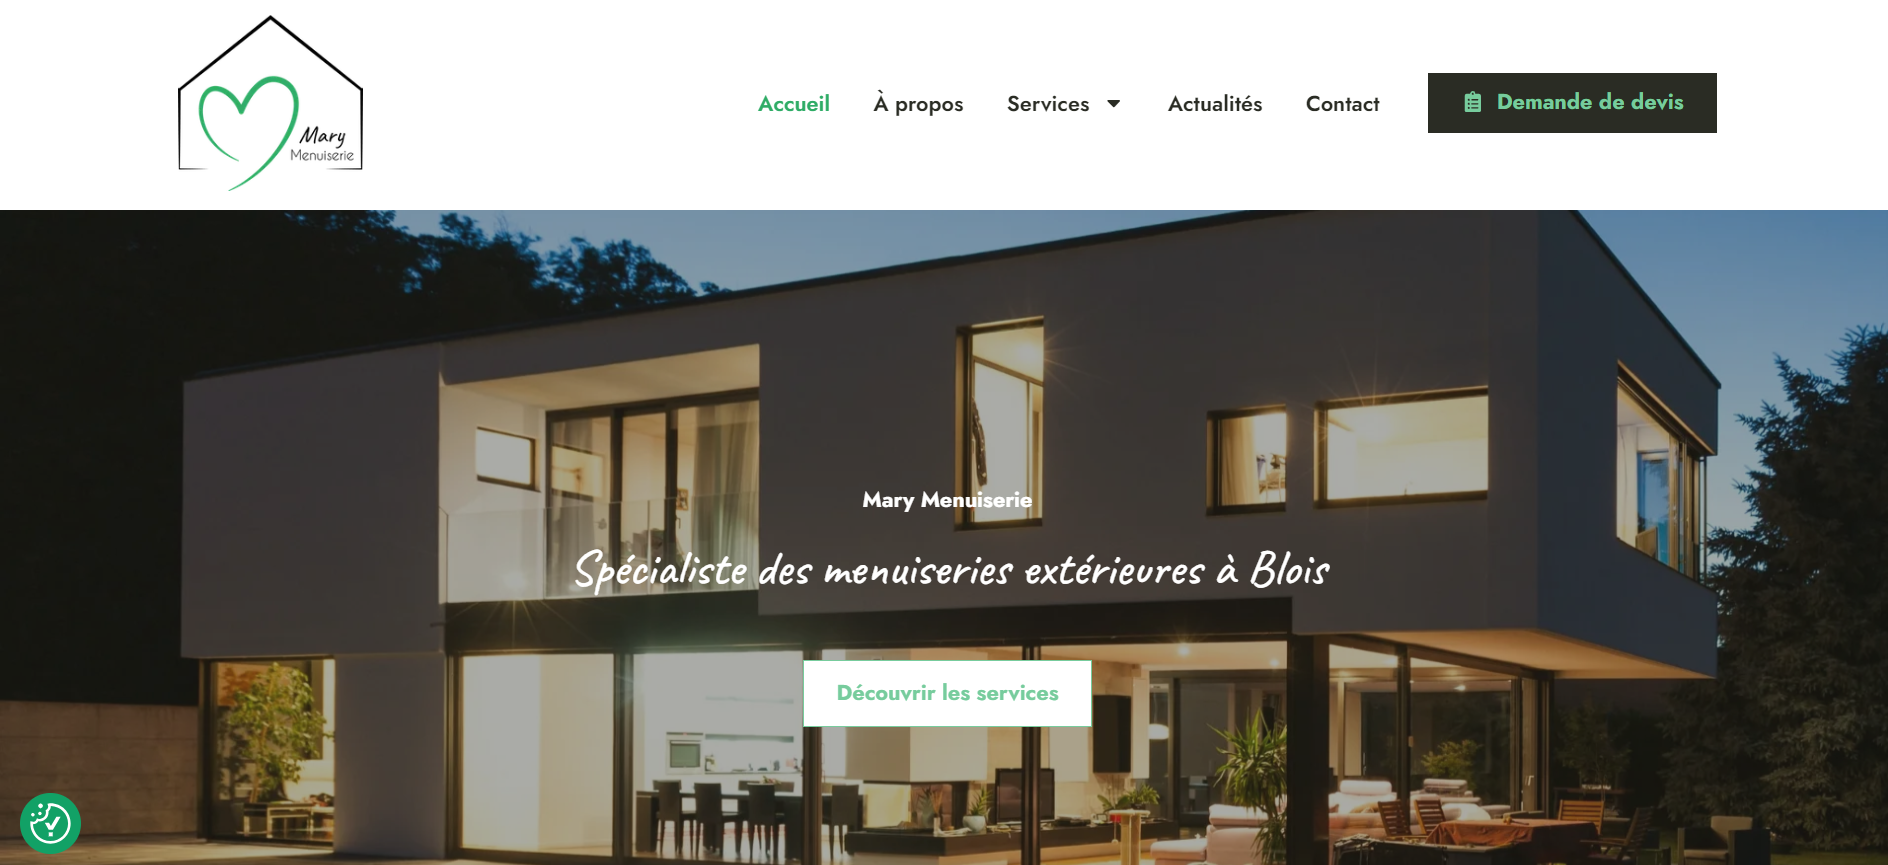 Mary
Menuiserie
Accueil À propos Services Actualités Contact Demande de devis
Mary Menuiserie
Spécialiste des menuiseries extérieures à Blois
Découvrir les services